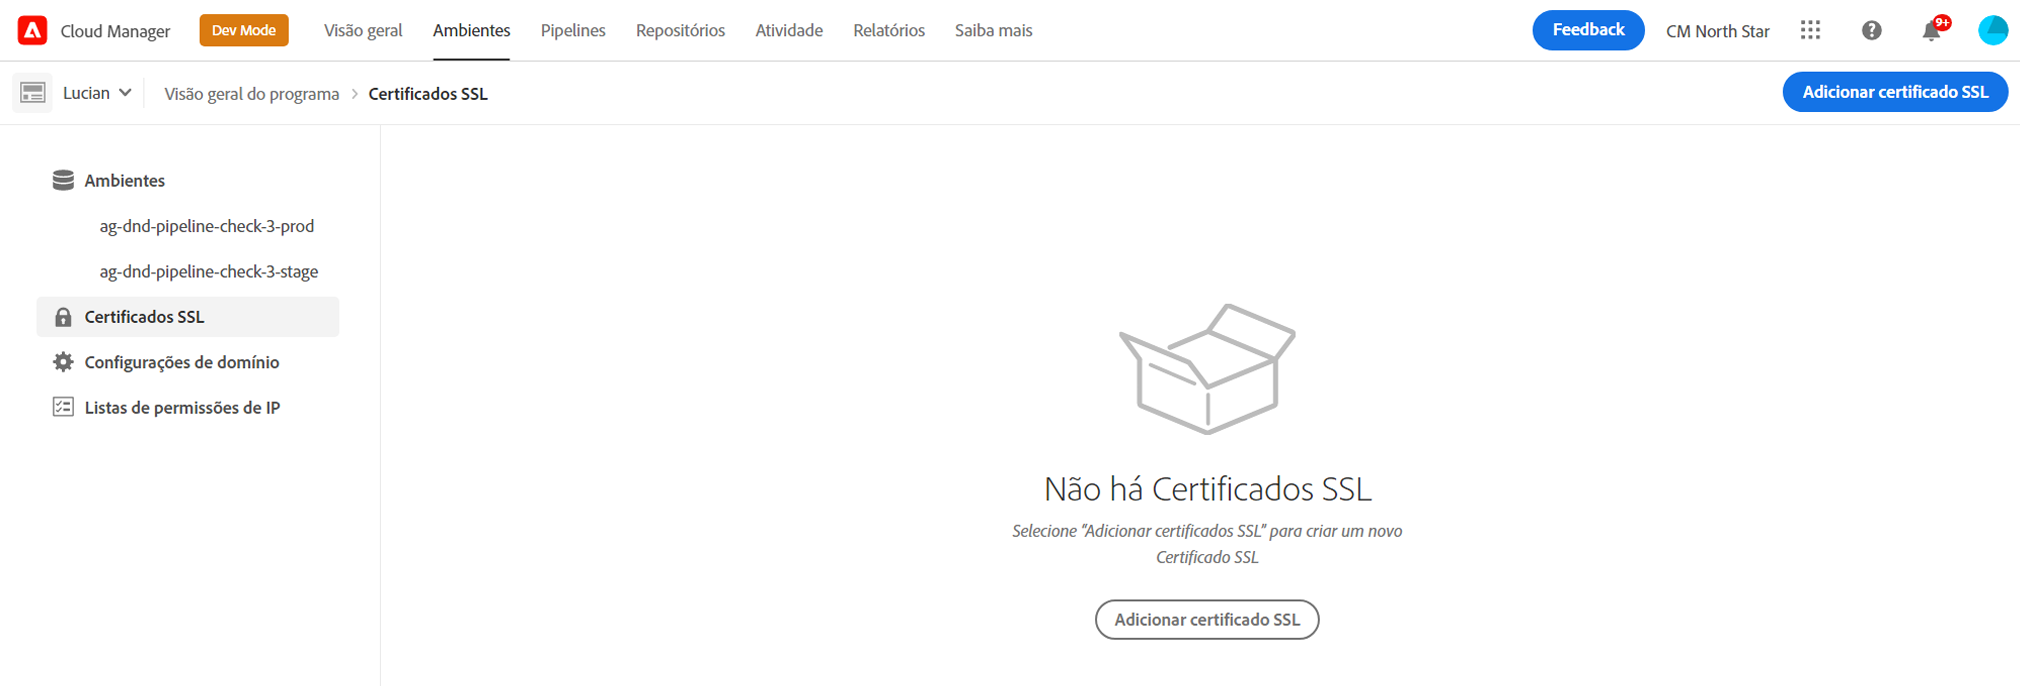 Cloud Manager Dev Mode Visão geral Ambientes Pipelines Repositórios Atividade Relatórios Saiba mais Feedback CM North Star 9+
Lucian Visão geral do programa > Certificados SSL Adicionar certificado SSL
Ambientes
ag-dnd-pipeline-check-3-prod
ag-dnd-pipeline-check-3-stage
Certificados SSL
Configurações de domínio
Listas de permissões de IP
Não há Certificados SSL
Selecione "Adicionar certificados SSL" para criar um novo
Certificado SSL
Adicionar certificado SSL